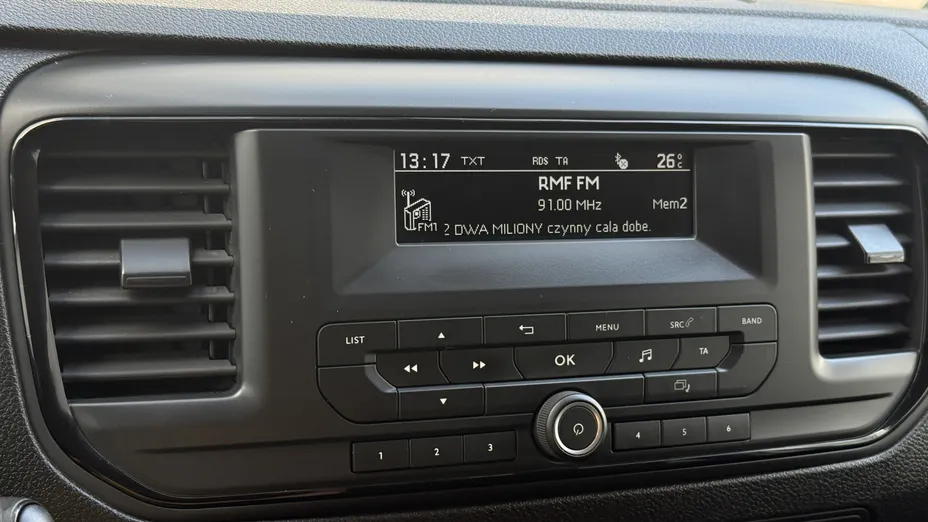 13:17 TXT RDS TA 26°C
RMF FM
91.00 MHz Mem2
FM1 2 DWA MILIONY czynny cala dobe.
LIST MENU SRC BAND
OK TA
1 2 3 4 5 6